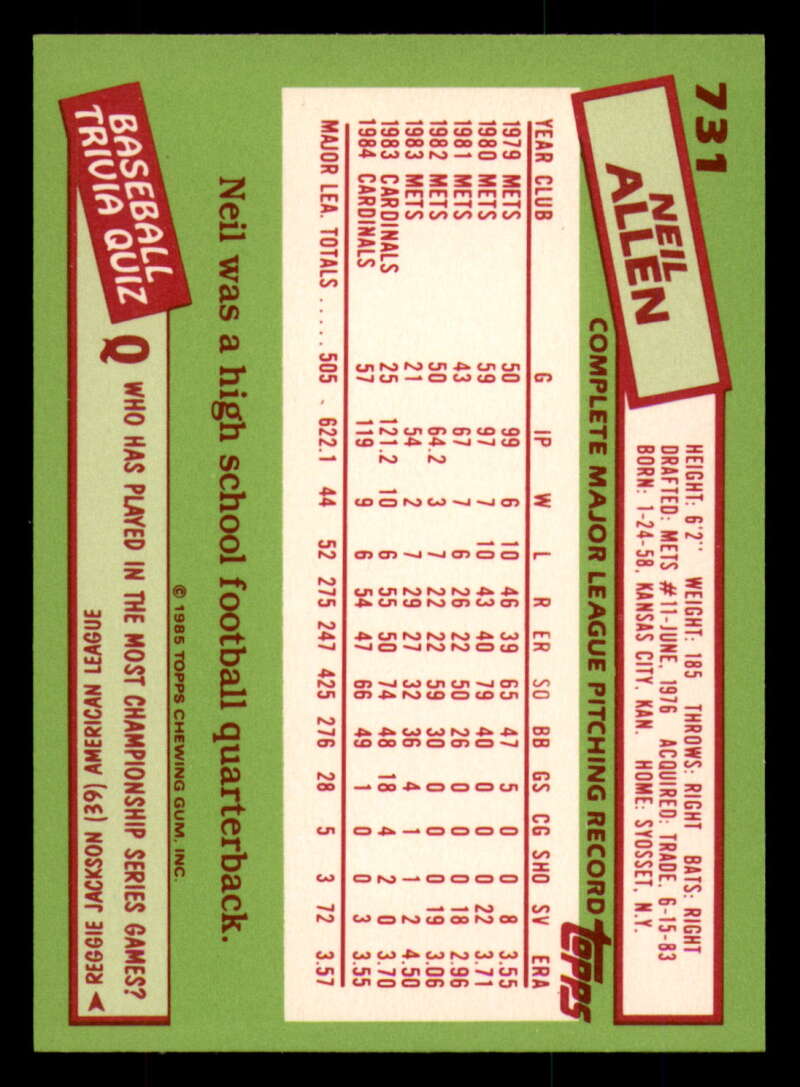 731
NEIL
ALLEN
HEIGHT: 6'2" WEIGHT: 185 THROWS: RIGHT BATS: RIGHT
DRAFTED: METS #11-JUNE, 1976 ACQUIRED: TRADE, 6-15-83
BORN: 1-24-58, KANSAS CITY, KAN. HOME: SYOSSET, N.Y.
COMPLETE MAJOR LEAGUE PITCHING RECORD
TOPPS
YEAR CLUB G IP W L R ER SO BB GS CG SHO SV ERA
1979 METS 50 99 6 10 46 39 65 47 5 0 0 8 3.55
1980 METS 59 97 7 10 43 40 79 40 0 0 0 22 3.71
1981 METS 43 67 7 6 26 22 50 26 0 0 0 18 2.96
1982 METS 50 64.2 3 7 22 22 59 30 0 0 0 19 3.06
1983 METS 21 54 2 7 29 27 32 36 4 1 1 2 4.50
1983 CARDINALS 25 121.2 10 6 55 50 74 48 18 4 2 0 3.70
1984 CARDINALS 57 119 9 6 54 47 66 49 1 0 0 3 3.55
MAJOR LEA. TOTALS ..... 505 622.1 44 52 275 247 425 276 28 5 3 72 3.57
Neil was a high school football quarterback.
© 1985 TOPPS CHEWING GUM, INC.
BASEBALL
TRIVIA QUIZ
Q WHO HAS PLAYED IN THE MOST CHAMPIONSHIP SERIES GAMES?
REGGIE JACKSON (39) AMERICAN LEAGUE